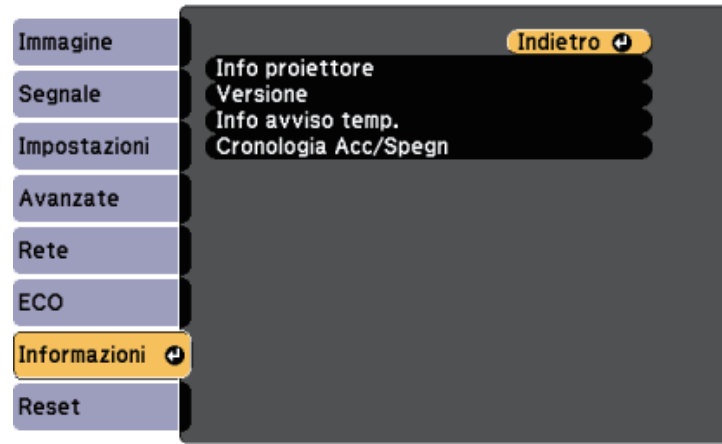 Immagine
Segnale
Impostazioni
Avanzate
Rete
ECO
Informazioni
Reset
Indietro
Info proiettore
Versione
Info avviso temp.
Cronologia Acc/Spegn